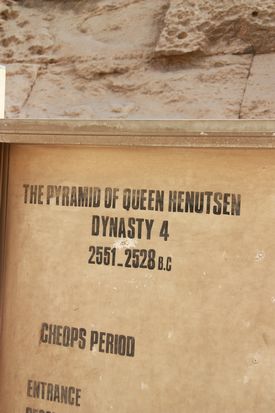 THE PYRAMID OF QUEEN HENUTSEN
DYNASTY 4
2551_2528 B.C
CHEOPS PERIOD
ENTRANCE